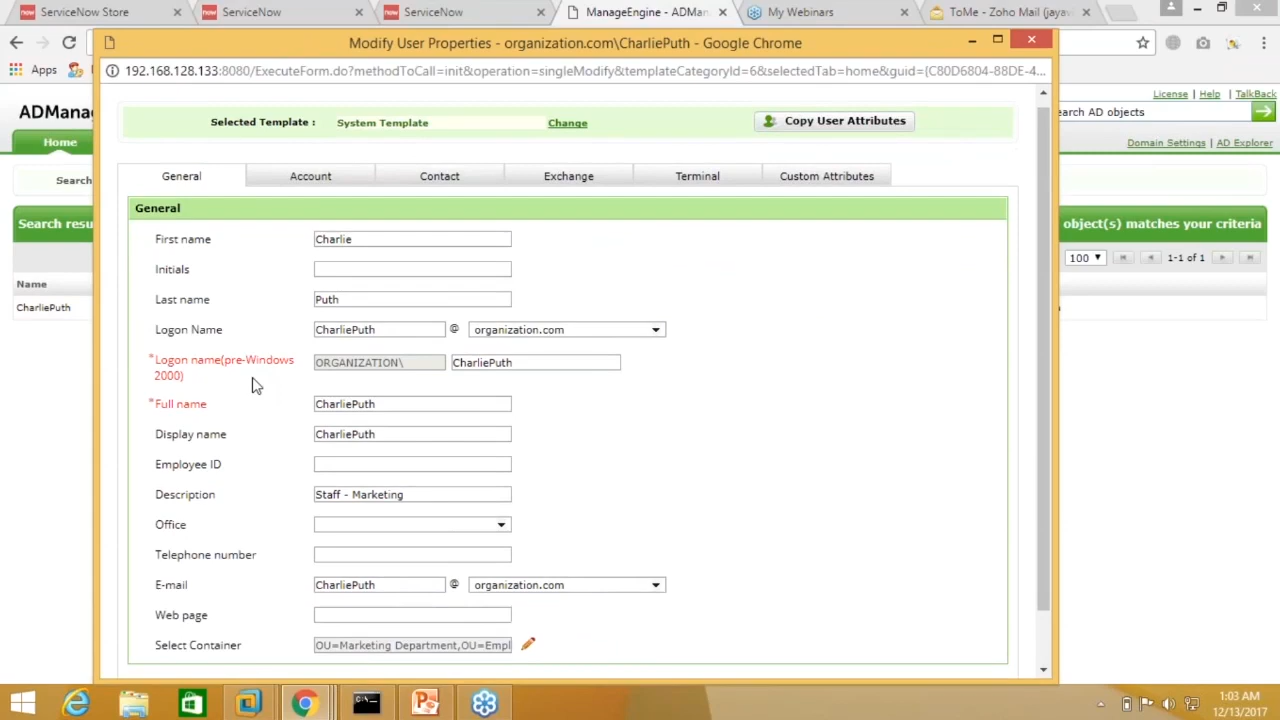 ServiceNow Store
ServiceNow
ServiceNow
ManageEngine - ADMan
My Webinars
ToMe - Zoho Mail (jayav
Modify User Properties - organization.com\CharliePuth - Google Chrome
192.168.128.133:8080/ExecuteForm.do?methodToCall=init&operation=singleModify&templateCategoryId=6&selectedTab=home&guid={C80D6804-88DE-4...
Apps
License | Help | TalkBack
ADMana
earch AD objects
Home
Domain Settings | AD Explorer
Selected Template :
System Template
Change
Copy User Attributes
Search
General
Account
Contact
Exchange
Terminal
Custom Attributes
Search resu
object(s) matches your criteria
100
1-1 of 1
Name
CharliePuth
General
First name
Charlie
Initials
Last name
Puth
Logon Name
CharliePuth
@
organization.com
*Logon name(pre-Windows
2000)
ORGANIZATION\
CharliePuth
*Full name
CharliePuth
Display name
CharliePuth
Employee ID
Description
Staff - Marketing
Office
Telephone number
E-mail
CharliePuth
@
organization.com
Web page
Select Container
OU=Marketing Department,OU=Empl
1:03 AM
12/13/2017